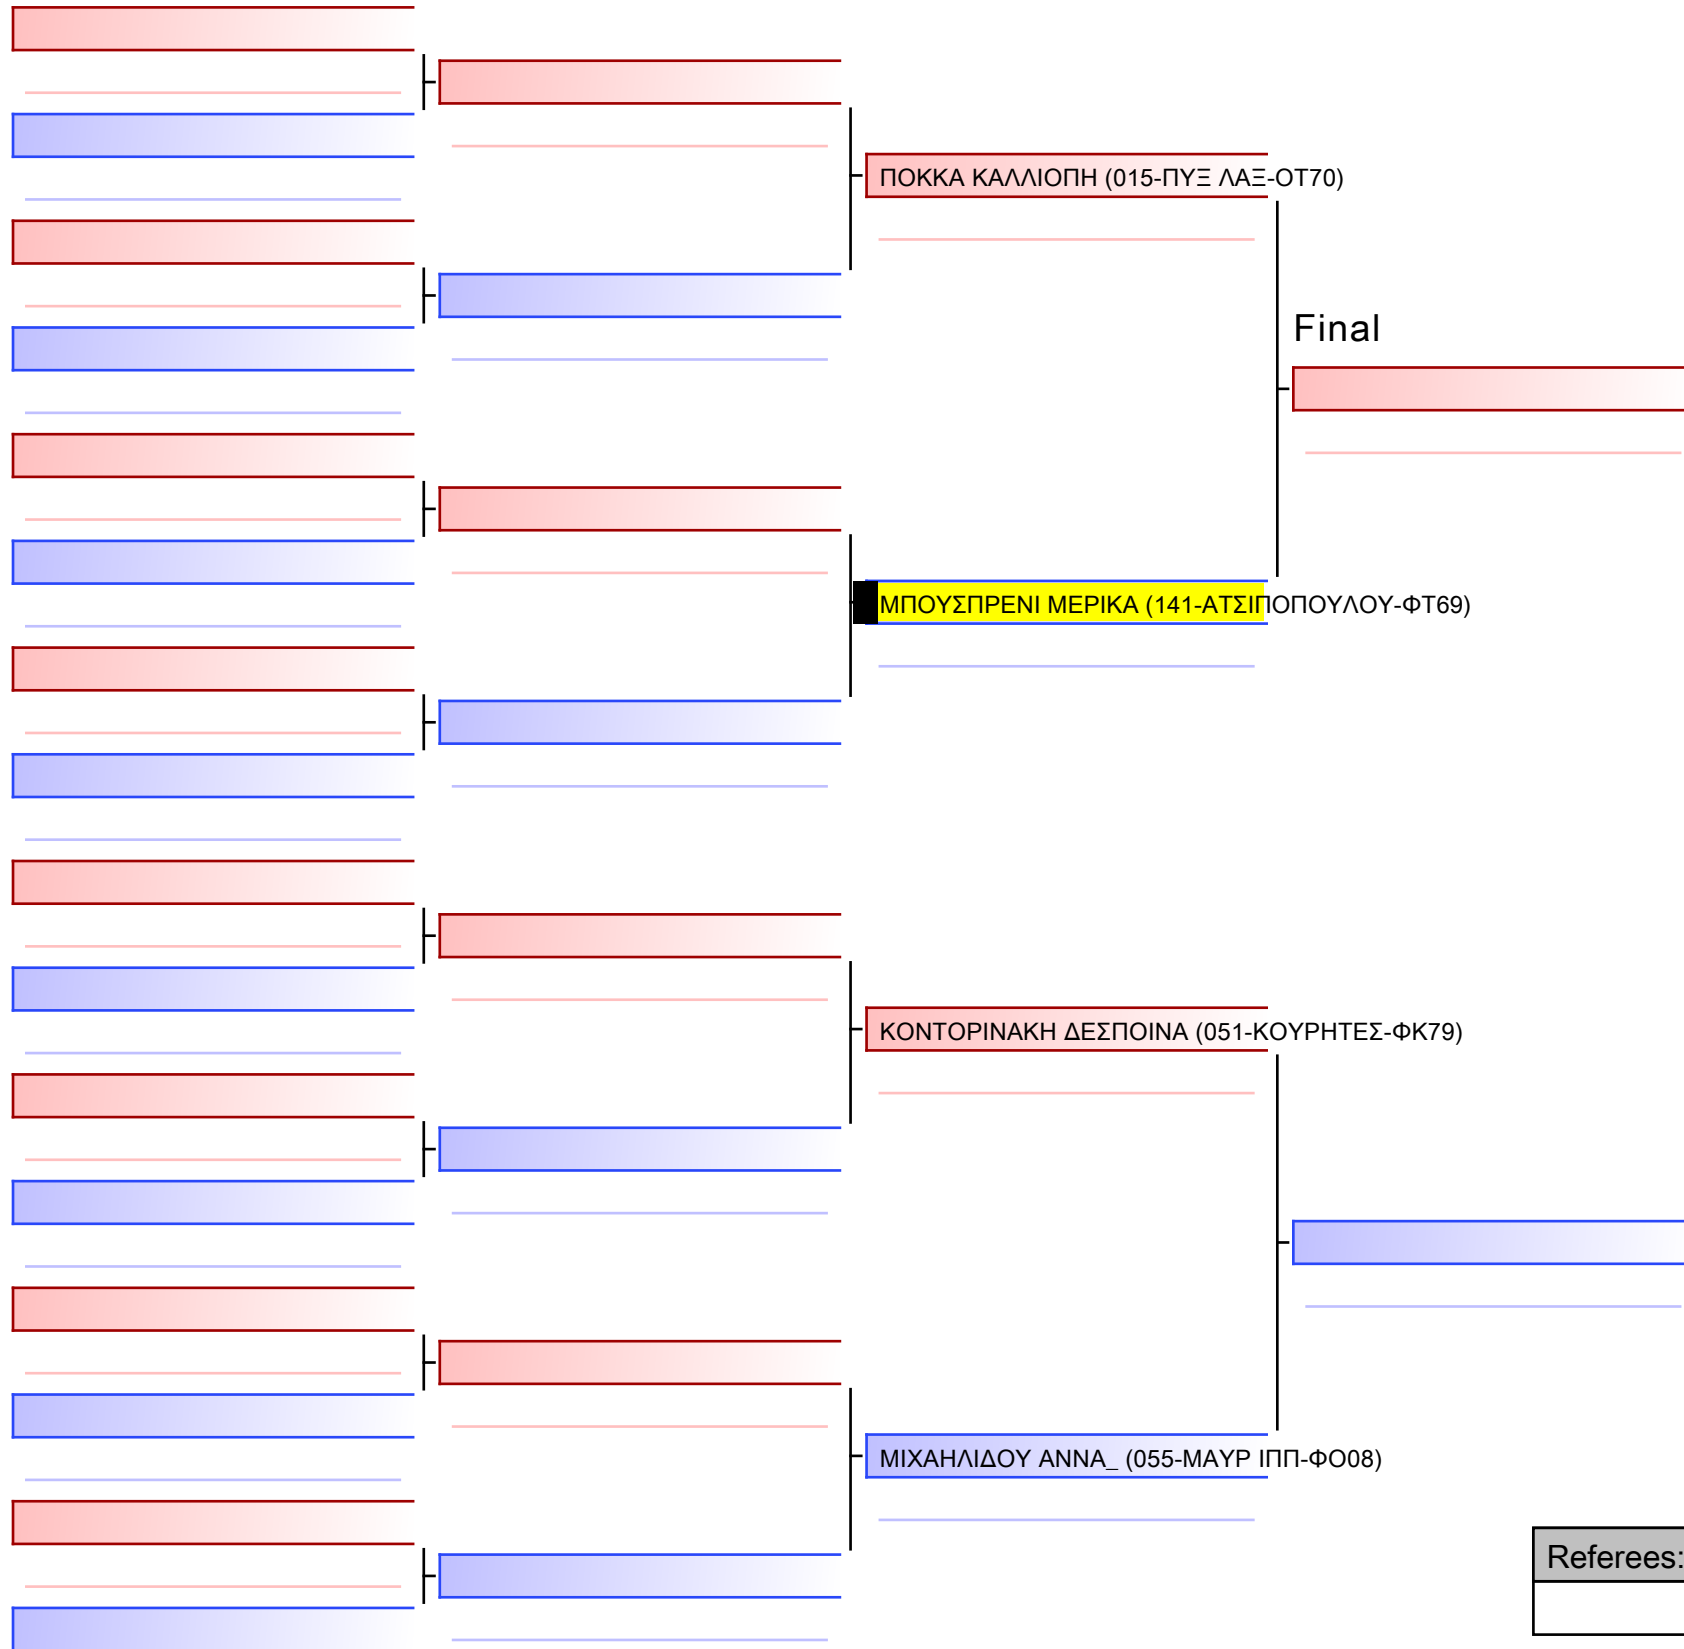 ΠΟΚΚΑ ΚΑΛΛΙΟΠΗ (015-ΠΥΞ ΛΑΞ-ΟΤ70)
Final
ΜΠΟΥΣΠΡΕΝΙ ΜΕΡΙΚΑ (141-ΑΤΣΙΠΟΠΟΥΛΟΥ-ΦΤ69)
ΚΟΝΤΟΡΙΝΑΚΗ ΔΕΣΠΟΙΝΑ (051-ΚΟΥΡΗΤΕΣ-ΦΚ79)
ΜΙΧΑΗΛΙΔΟΥ ΑΝΝΑ_ (055-ΜΑΥΡ ΙΠΠ-ΦΟ08)
Referees: